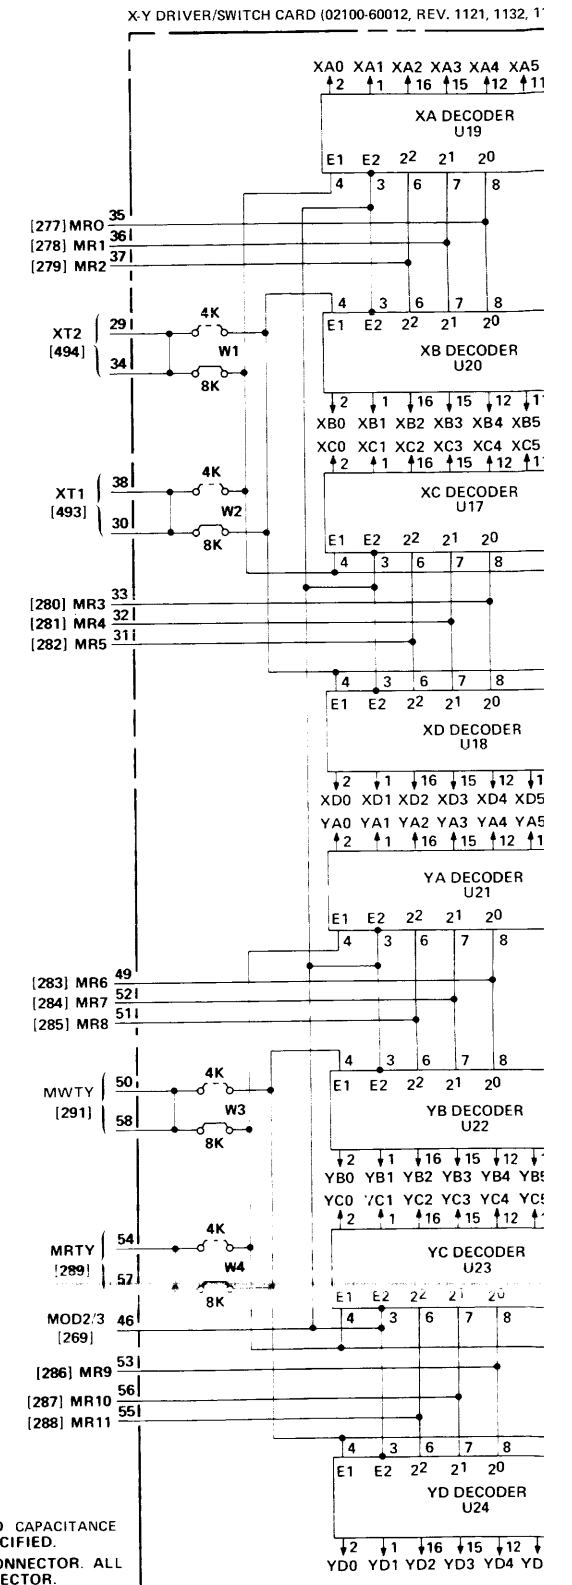 X-Y DRIVER/SWITCH CARD (02100-60012, REV. 1121, 1132, 1
XA0 XA1 XA2 XA3 XA4 XA5
2 1 16 15 12 11
XA DECODER
U19
E1 E2 2² 2¹ 2⁰
4 3 6 7 8
[277] MR0 35
[278] MR1 36
[279] MR2 37
4 3 6 7 8
E1 E2 2² 2¹ 2⁰
4K
XT2 29
[494]
W1
34
8K
XB DECODER
U20
2 1 16 15 12 11
XB0 XB1 XB2 XB3 XB4 XB5
XC0 XC1 XC2 XC3 XC4 XC5
2 1 16 15 12 11
4K
XT1 38
[493]
W2
30
8K
XC DECODER
U17
E1 E2 2² 2¹ 2⁰
4 3 6 7 8
[280] MR3 33
[281] MR4 32
[282] MR5 31
4 3 6 7 8
E1 E2 2² 2¹ 2⁰
XD DECODER
U18
2 1 16 15 12 1
XD0 XD1 XD2 XD3 XD4 XD5
YA0 YA1 YA2 YA3 YA4 YA5
2 1 16 15 12 1
YA DECODER
U21
E1 E2 2² 2¹ 2⁰
4 3 6 7 8
[283] MR6 49
[284] MR7 52
[285] MR8 51
4 3 6 7 8
E1 E2 2² 2¹ 2⁰
4K
MWTY 50
[291]
W3
58
8K
YB DECODER
U22
2 1 16 15 12 1
YB0 YB1 YB2 YB3 YB4 YB5
YC0 YC1 YC2 YC3 YC4 YC5
2 1 16 15 12 1
4K
MRTY 54
[289]
W4
57
8K
YC DECODER
U23
E1 E2 2² 2¹ 2⁰
4 3 6 7 8
MOD2/3 46
[269]
[286] MR9 53
[287] MR10 56
[288] MR11 55
4 3 6 7 8
E1 E2 2² 2¹ 2⁰
YD DECODER
U24
2 1 16 15 12 1
YD0 YD1 YD2 YD3 YD4 YD
CAPACITANCE
CIFIED.
ONNECTOR. ALL
ECTOR.